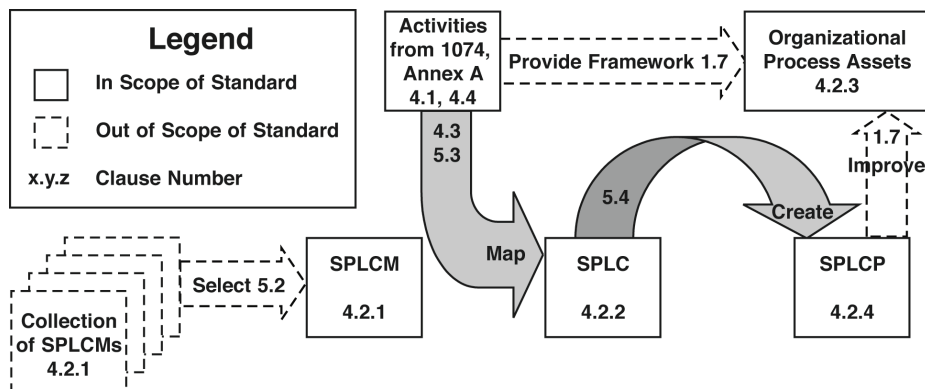 Legend
In Scope of Standard
Out of Scope of Standard
x.y.z Clause Number
Activities
from 1074,
Annex A
4.1, 4.4
Provide Framework 1.7
Organizational
Process Assets
4.2.3
4.3
5.3
1.7
Improve
5.4
Create
Map
Select 5.2
SPLCM
4.2.1
SPLC
4.2.2
SPLCP
4.2.4
Collection
of SPLCMs
4.2.1